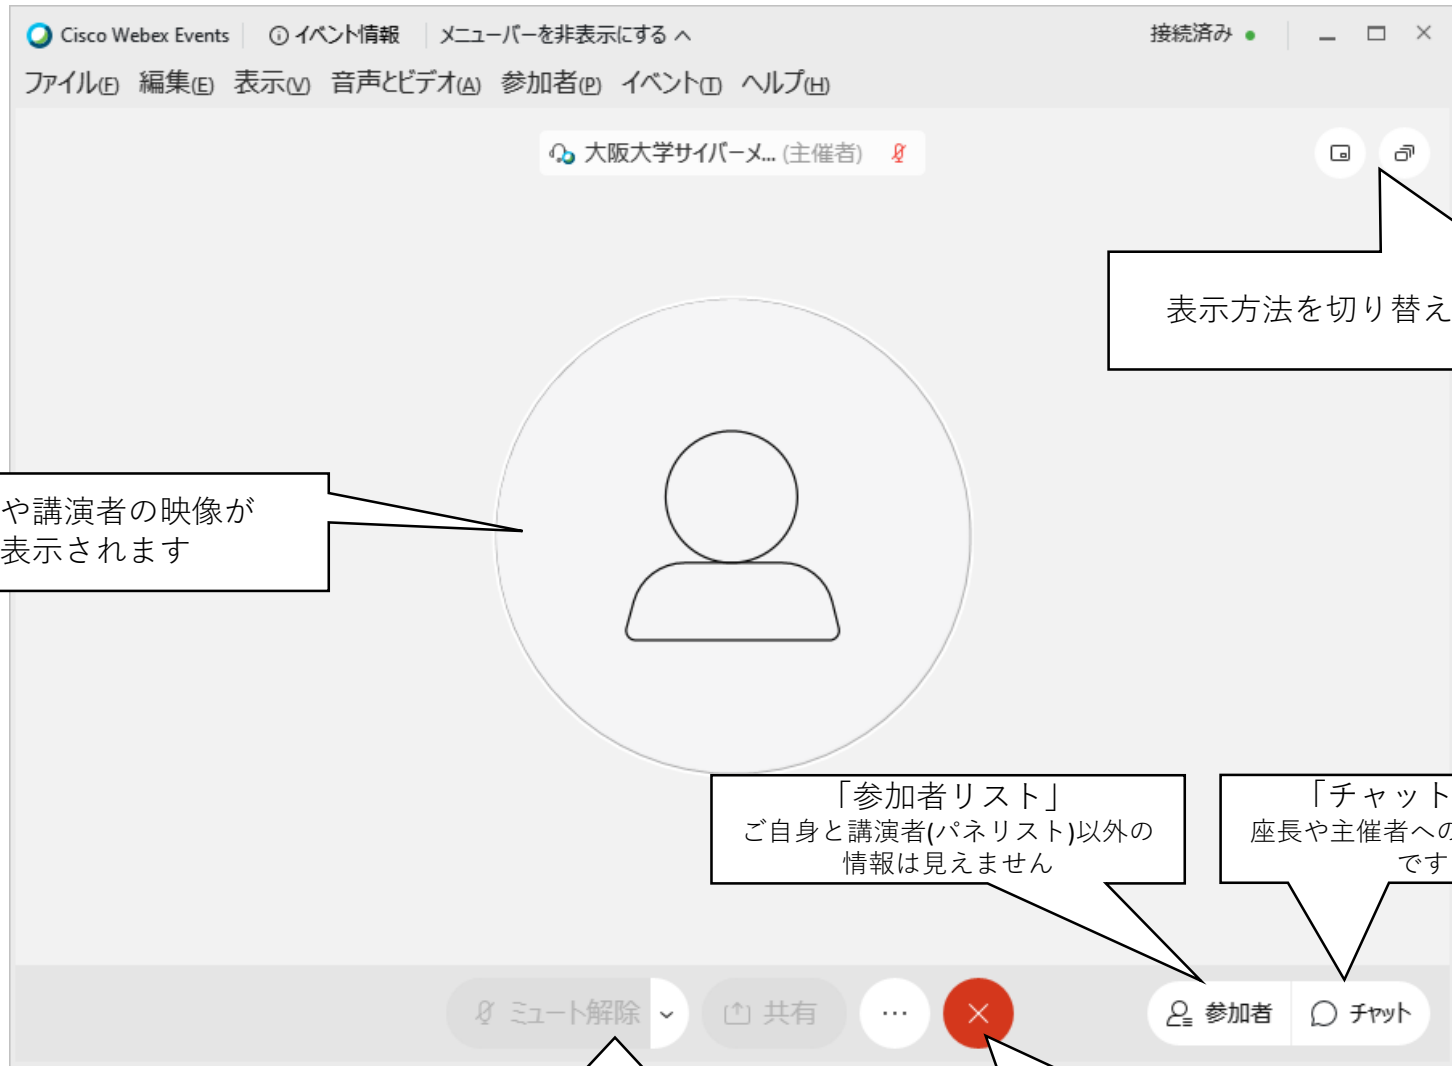 Cisco Webex Events ⓘ イベント情報 メニューバーを非表示にする ヘ 接続済み
ファイル(F) 編集(E) 表示(V) 音声とビデオ(A) 参加者(P) イベント(T) ヘルプ(H)
大阪大学サイバーメ... (主催者)
表示方法を切り替え
や講演者の映像が
表示されます
「参加者リスト」
ご自身と講演者(パネリスト)以外の
情報は見えません
「チャット
座長や主催者への
です
ミュート解除 共有 … 参加者 チャット